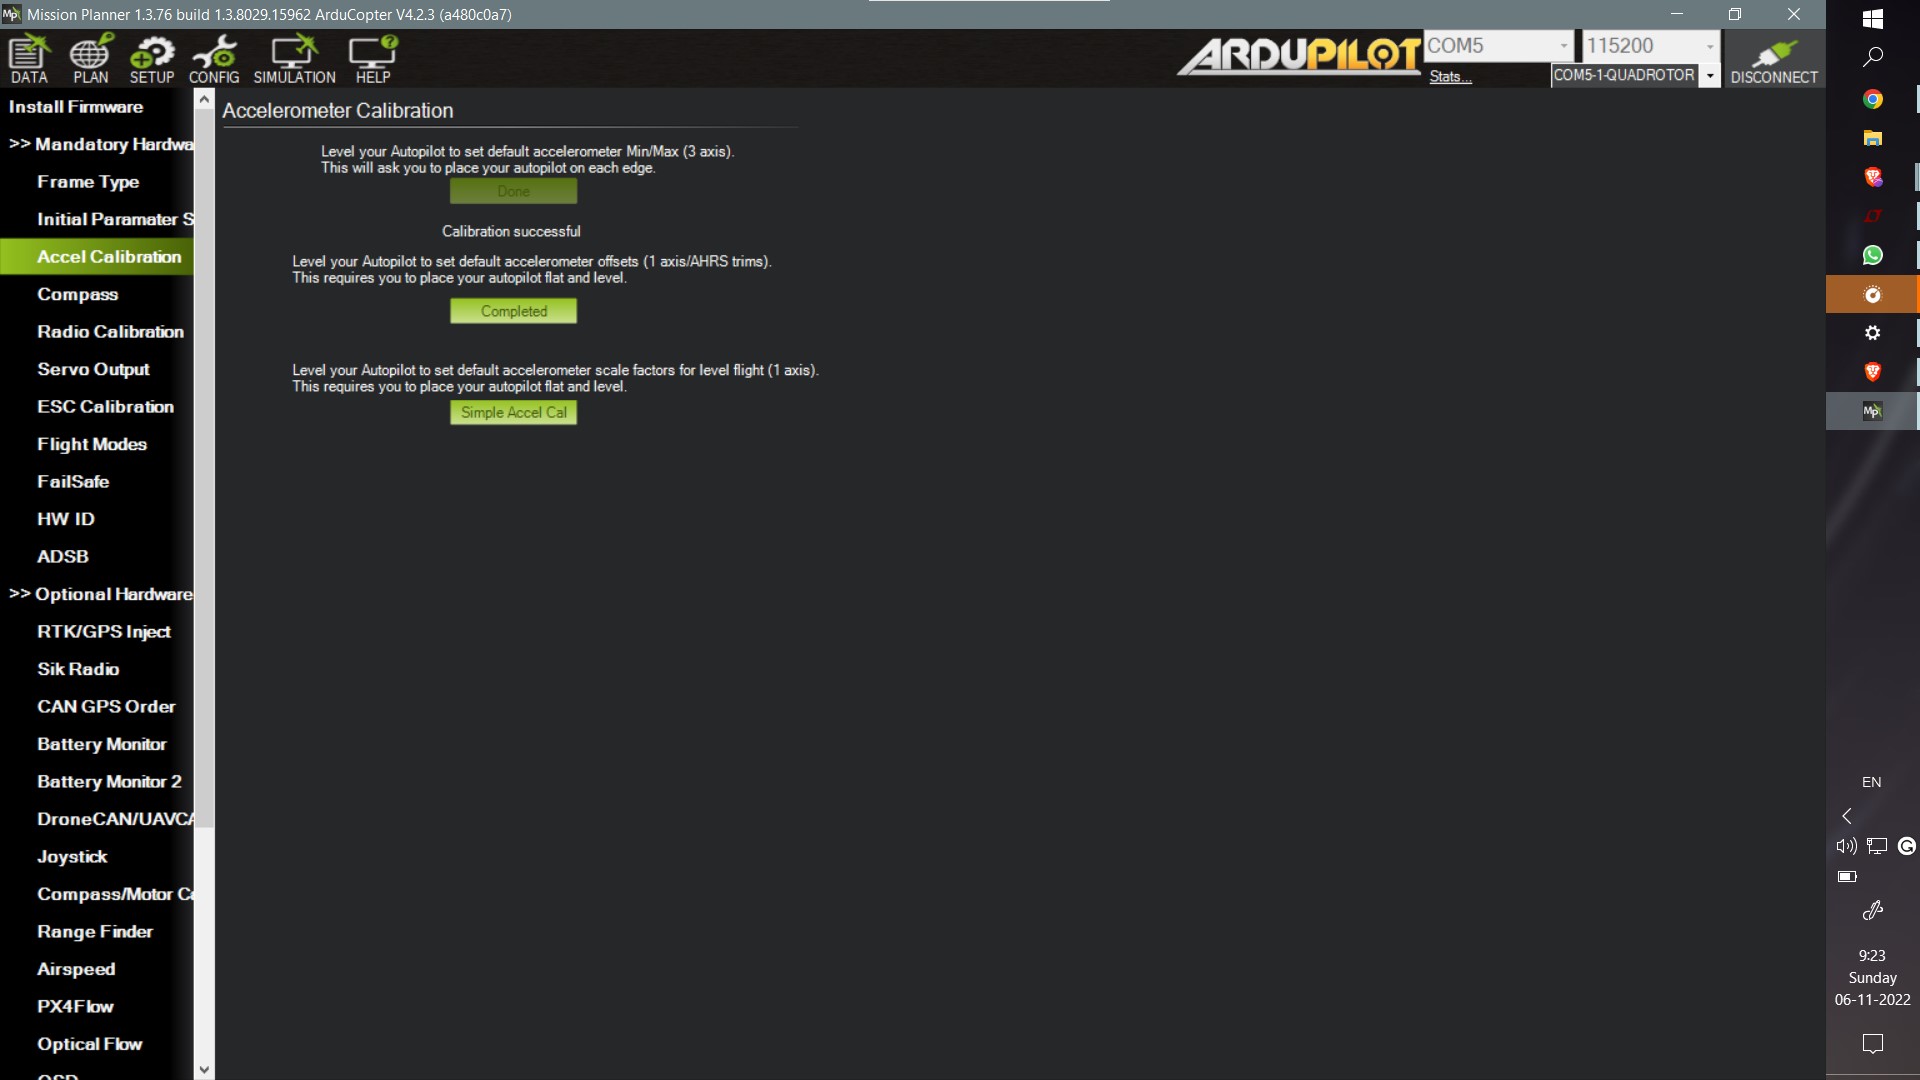 Mission Planner 1.3.76 build 1.3.8029.15962 ArduCopter V4.2.3 (a480c0a7)
DATA PLAN SETUP CONFIG SIMULATION HELP
ARDUPILOT
COM5 115200
Stats... COM5-1-QUADROTOR DISCONNECT
Install Firmware
>> Mandatory Hardwa
Frame Type
Initial Paramater S
Accel Calibration
Compass
Radio Calibration
Servo Output
ESC Calibration
Flight Modes
FailSafe
HW ID
ADSB
>> Optional Hardware
RTK/GPS Inject
Sik Radio
CAN GPS Order
Battery Monitor
Battery Monitor 2
DroneCAN/UAVCA
Joystick
Compass/Motor Ca
Range Finder
Airspeed
PX4Flow
Optical Flow
Accelerometer Calibration
Level your Autopilot to set default accelerometer Min/Max (3 axis).
This will ask you to place your autopilot on each edge.
Done
Calibration successful
Level your Autopilot to set default accelerometer offsets (1 axis/AHRS trims).
This requires you to place your autopilot flat and level.
Completed
Level your Autopilot to set default accelerometer scale factors for level flight (1 axis).
This requires you to place your autopilot flat and level.
Simple Accel Cal
EN
9:23
Sunday
06-11-2022